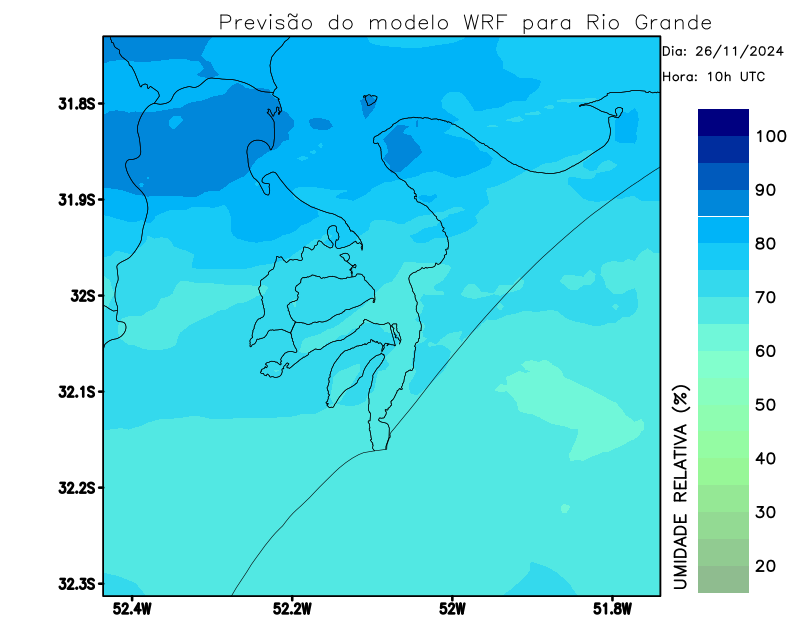 Previsão do modelo WRF para Rio Grande
Dia: 26/11/2024
Hora: 10h UTC
31.8S
31.9S
32S
32.1S
32.2S
32.3S
52.4W 52.2W 52W 51.8W
100
90
80
70
60
50
40
30
20
UMIDADE RELATIVA (%)